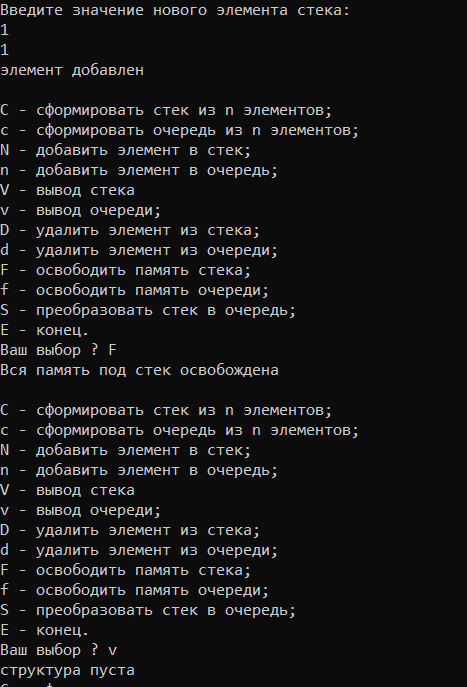 Введите значение нового элемента стека:
1
1
элемент добавлен
C - сформировать стек из n элементов;
c - сформировать очередь из n элементов;
N - добавить элемент в стек;
n - добавить элемент в очередь;
V - вывод стека
v - вывод очереди;
D - удалить элемент из стека;
d - удалить элемент из очереди;
F - освободить память стека;
f - освободить память очереди;
S - преобразовать стек в очередь;
E - конец.
Ваш выбор ? F
Вся память под стек освобождена
C - сформировать стек из n элементов;
c - сформировать очередь из n элементов;
N - добавить элемент в стек;
n - добавить элемент в очередь;
V - вывод стека
v - вывод очереди;
D - удалить элемент из стека;
d - удалить элемент из очереди;
F - освободить память стека;
f - освободить память очереди;
S - преобразовать стек в очередь;
E - конец.
Ваш выбор ? v
структура пуста